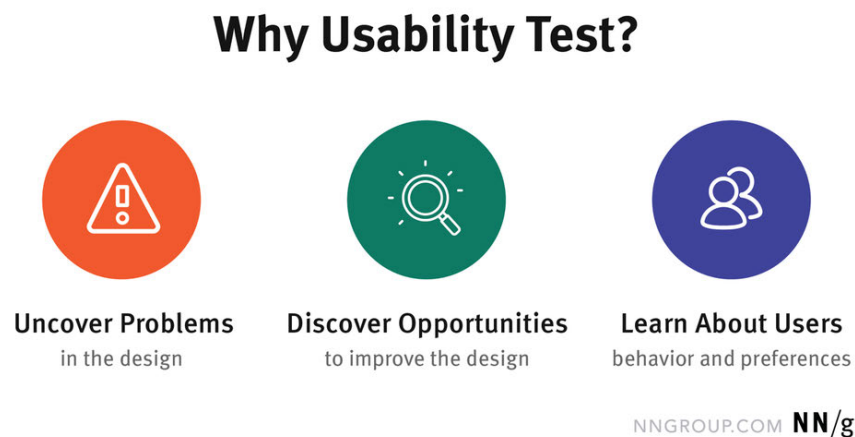 Why Usability Test?
Uncover Problems
in the design
Discover Opportunities
to improve the design
Learn About Users
behavior and preferences
NNGROUP.COM NN/g